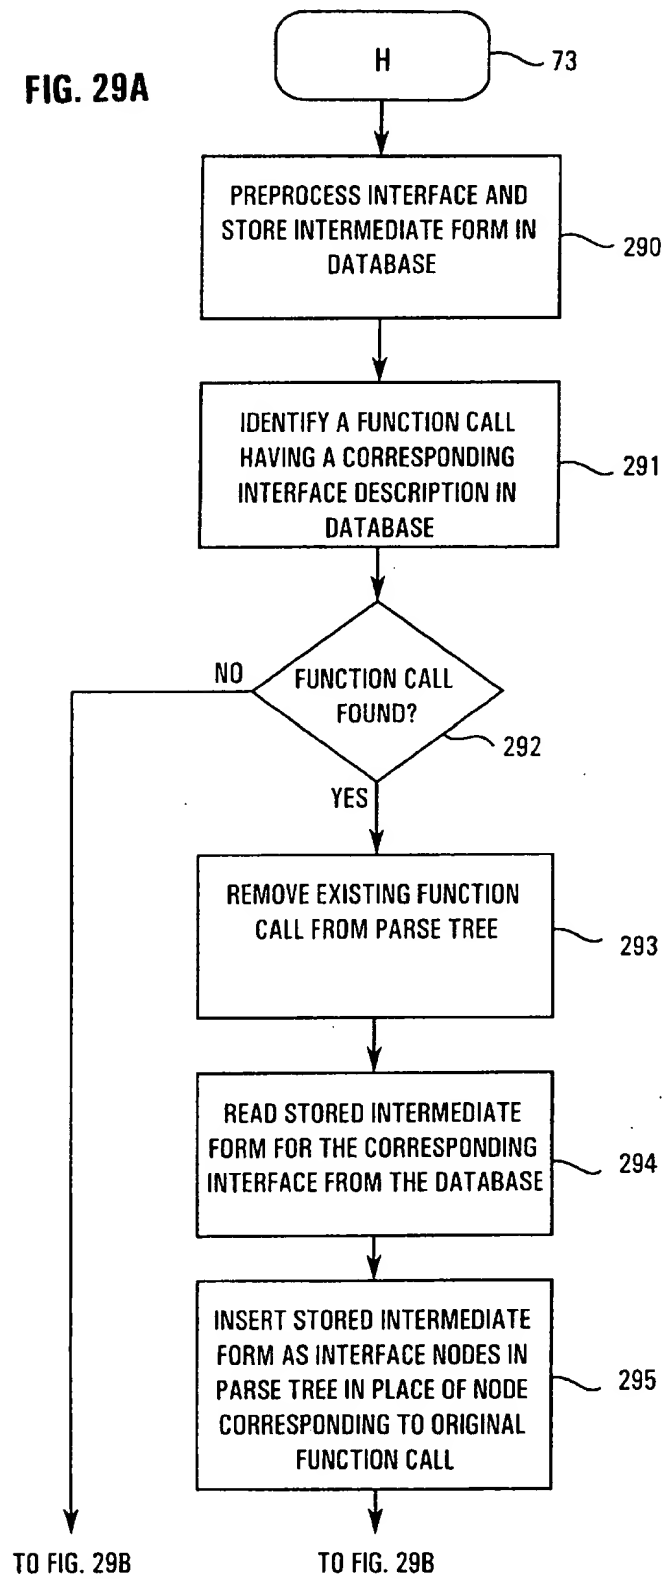 FIG. 29A
H
73
PREPROCESS INTERFACE AND
STORE INTERMEDIATE FORM IN
DATABASE
290
IDENTIFY A FUNCTION CALL
HAVING A CORRESPONDING
INTERFACE DESCRIPTION IN
DATABASE
291
NO
FUNCTION CALL
FOUND?
292
YES
REMOVE EXISTING FUNCTION
CALL FROM PARSE TREE
293
READ STORED INTERMEDIATE
FORM FOR THE CORRESPONDING
INTERFACE FROM THE DATABASE
294
INSERT STORED INTERMEDIATE
FORM AS INTERFACE NODES IN
PARSE TREE IN PLACE OF NODE
CORRESPONDING TO ORIGINAL
FUNCTION CALL
295
TO FIG. 29B
TO FIG. 29B